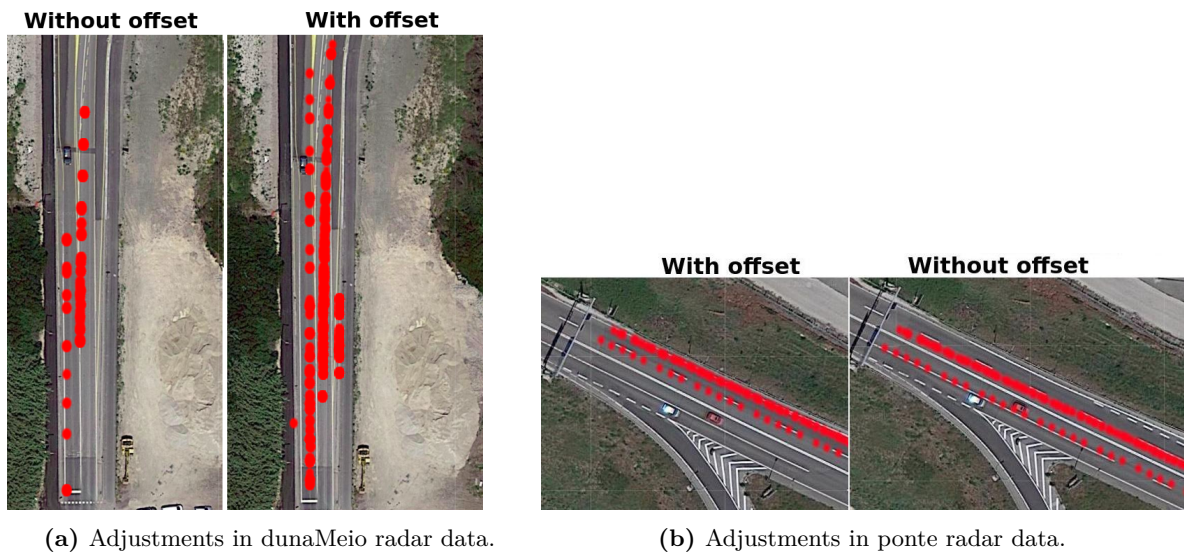 Without offset
With offset
With offset
Without offset
(a) Adjustments in dunaMeio radar data.
(b) Adjustments in ponte radar data.